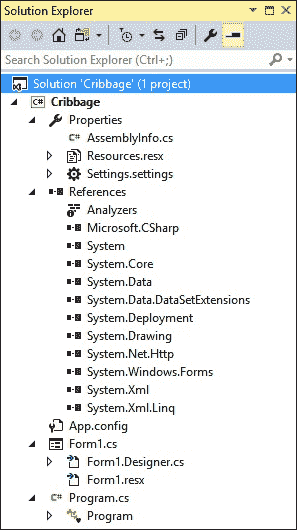 Solution Explorer
Search Solution Explorer (Ctrl+;)
Solution 'Cribbage' (1 project)
C# Cribbage
Properties
C# AssemblyInfo.cs
Resources.resx
Settings.settings
References
Analyzers
Microsoft.CSharp
System
System.Core
System.Data
System.Data.DataSetExtensions
System.Deployment
System.Drawing
System.Net.Http
System.Windows.Forms
System.Xml
System.Xml.Linq
App.config
Form1.cs
Form1.Designer.cs
Form1.resx
C# Program.cs
Program